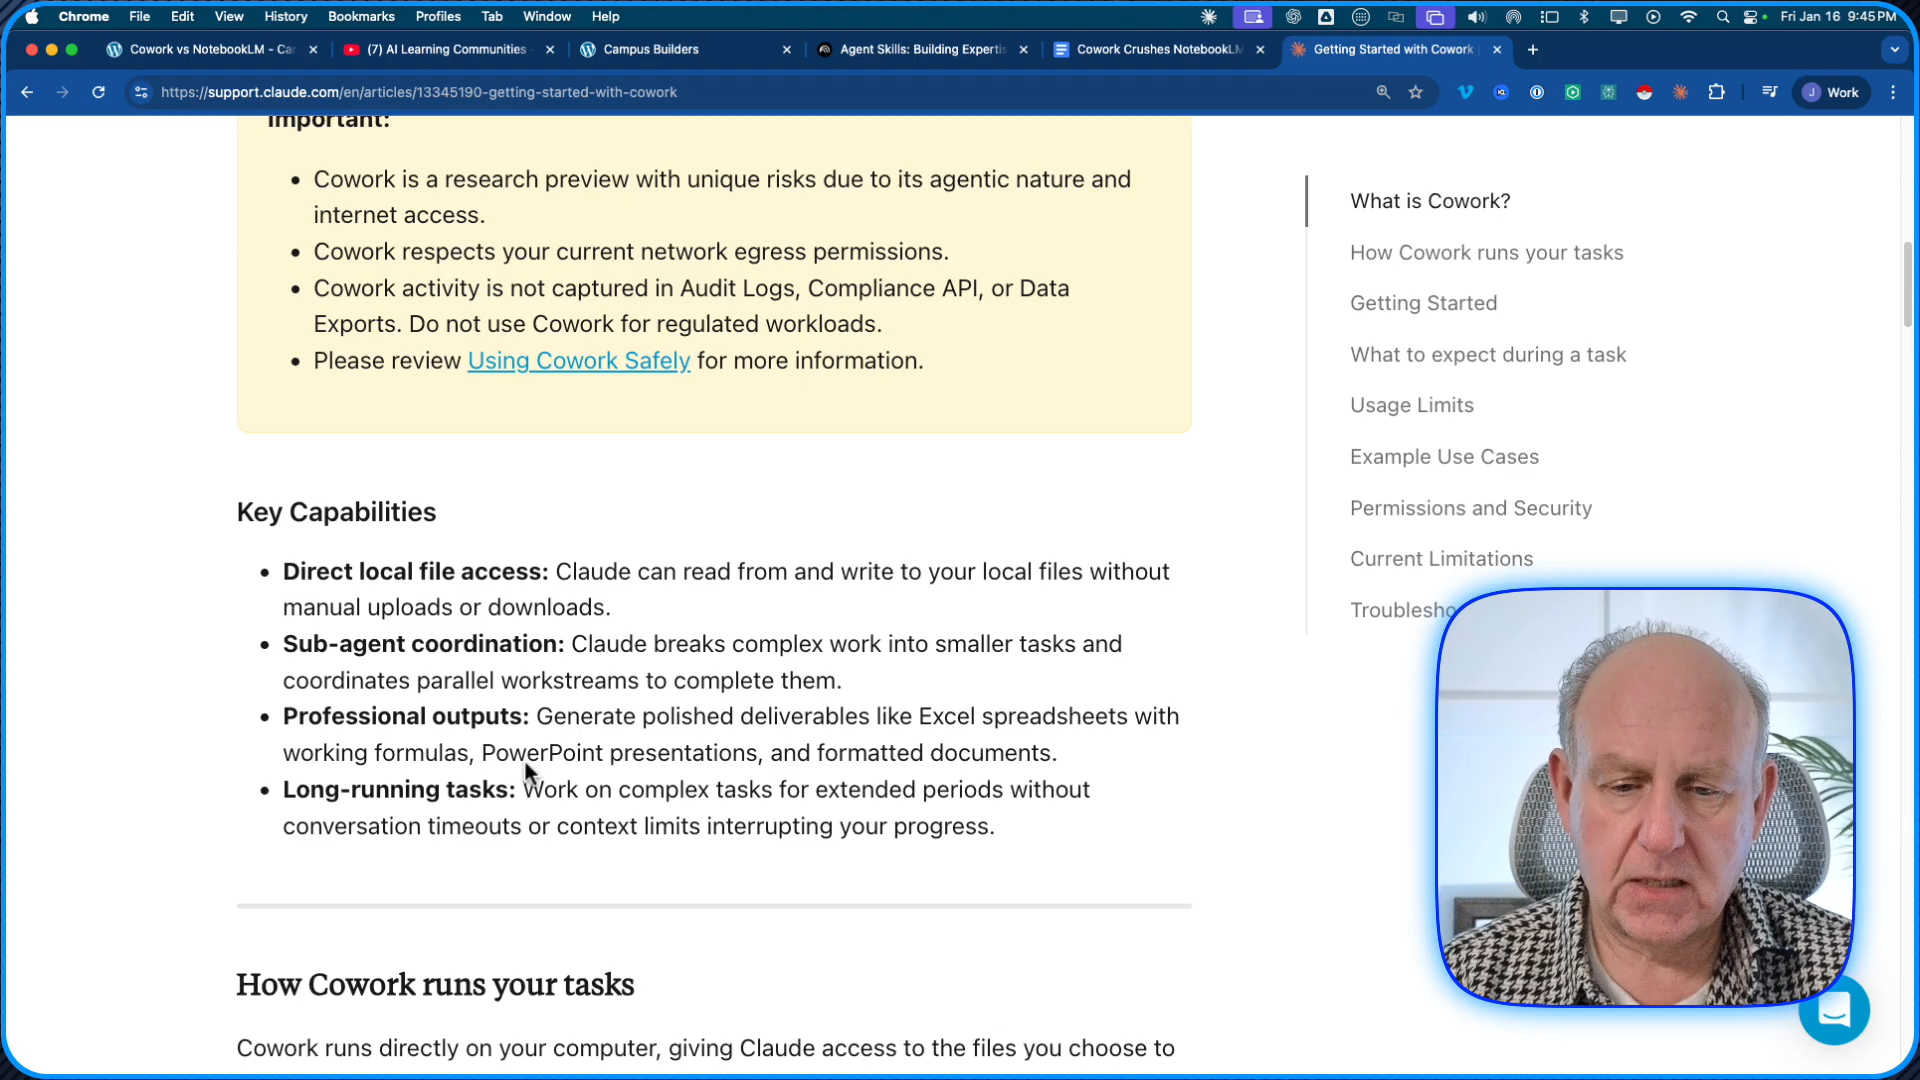 Chrome File Edit View History Bookmarks Profiles Tab Window Help Fri Jan 16 9:45 PM
Cowork vs NotebookLM - Car
(7) AI Learning Communities
Campus Builders
Agent Skills: Building Expertis
Cowork Crushes NotebookLM
Getting Started with Cowork
https://support.claude.com/en/articles/13345190-getting-started-with-cowork
J Work
Important:
• Cowork is a research preview with unique risks due to its agentic nature and
internet access.
• Cowork respects your current network egress permissions.
• Cowork activity is not captured in Audit Logs, Compliance API, or Data
Exports. Do not use Cowork for regulated workloads.
• Please review Using Cowork Safely for more information.
Key Capabilities
• Direct local file access: Claude can read from and write to your local files without
manual uploads or downloads.
• Sub-agent coordination: Claude breaks complex work into smaller tasks and
coordinates parallel workstreams to complete them.
• Professional outputs: Generate polished deliverables like Excel spreadsheets with
working formulas, PowerPoint presentations, and formatted documents.
• Long-running tasks: Work on complex tasks for extended periods without
conversation timeouts or context limits interrupting your progress.
How Cowork runs your tasks
Cowork runs directly on your computer, giving Claude access to the files you choose to
What is Cowork?
How Cowork runs your tasks
Getting Started
What to expect during a task
Usage Limits
Example Use Cases
Permissions and Security
Current Limitations
Troublesho